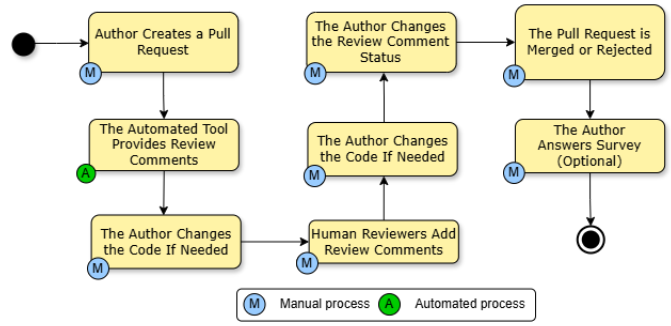 Author Creates a Pull
Request
M
The Automated Tool
Provides Review
Comments
A
The Author Changes
the Code If Needed
M
Human Reviewers Add
Review Comments
M
The Author Changes
the Code If Needed
M
The Author Changes
the Review Comment
Status
M
The Pull Request is
Merged or Rejected
M
The Author
Answers Survey
(Optional)
M
M Manual process A Automated process